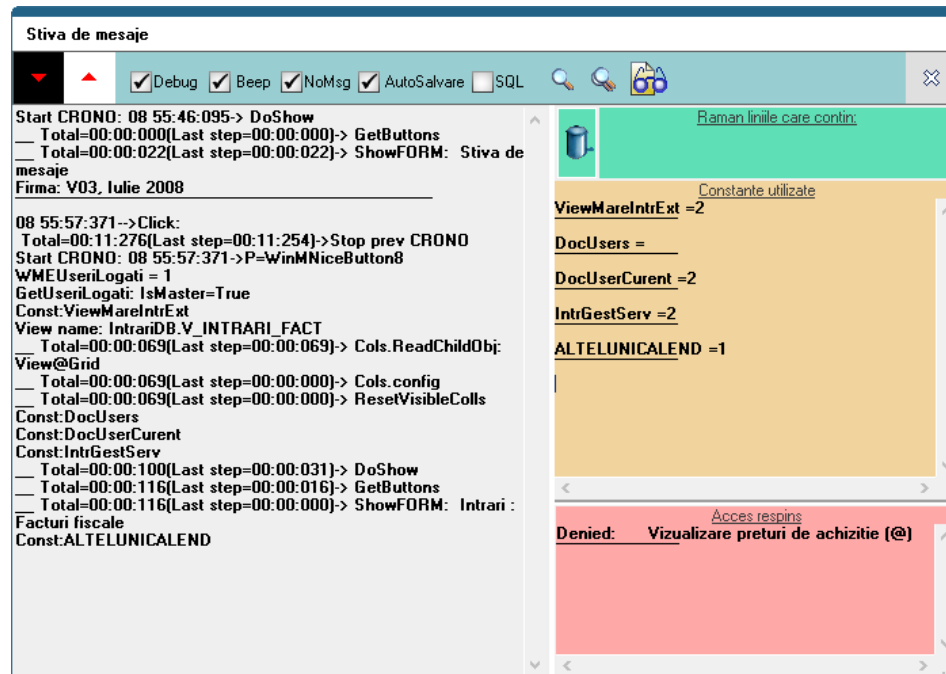 Stiva de mesaje
Debug Beep NoMsg AutoSalvare SQL
Start CRONO: 08 55:46:095-> DoShow
__ Total=00:00:000(Last step=00:00:000)-> GetButtons
__ Total=00:00:022(Last step=00:00:022)-> ShowFORM: Stiva de
mesaje
Firma: V03, Iulie 2008
08 55:57:371-->Click:
Total=00:11:276(Last step=00:11:254)->Stop prev CRONO
Start CRONO: 08 55:57:371->P=WinMNiceButton8
WMEUseriLogati = 1
GetUseriLogati: IsMaster=True
Const:ViewMareIntrExt
View name: IntrariDB.V_INTRARI_FACT
__ Total=00:00:069(Last step=00:00:069)-> Cols.ReadChildObj:
View@Grid
__ Total=00:00:069(Last step=00:00:000)-> Cols.config
__ Total=00:00:069(Last step=00:00:000)-> ResetVisibleColls
Const:DocUsers
Const:DocUserCurent
Const:IntrGestServ
__ Total=00:00:100(Last step=00:00:031)-> DoShow
__ Total=00:00:116(Last step=00:00:016)-> GetButtons
__ Total=00:00:116(Last step=00:00:000)-> ShowFORM: Intrari :
Facturi fiscale
Const:ALTELUNICALEND
Raman liniile care contin:
Constante utilizate
ViewMareIntrExt =2
DocUsers =
DocUserCurent =2
IntrGestServ =2
ALTELUNICALEND =1
Acces respins
Denied: Vizualizare preturi de achizitie (@)